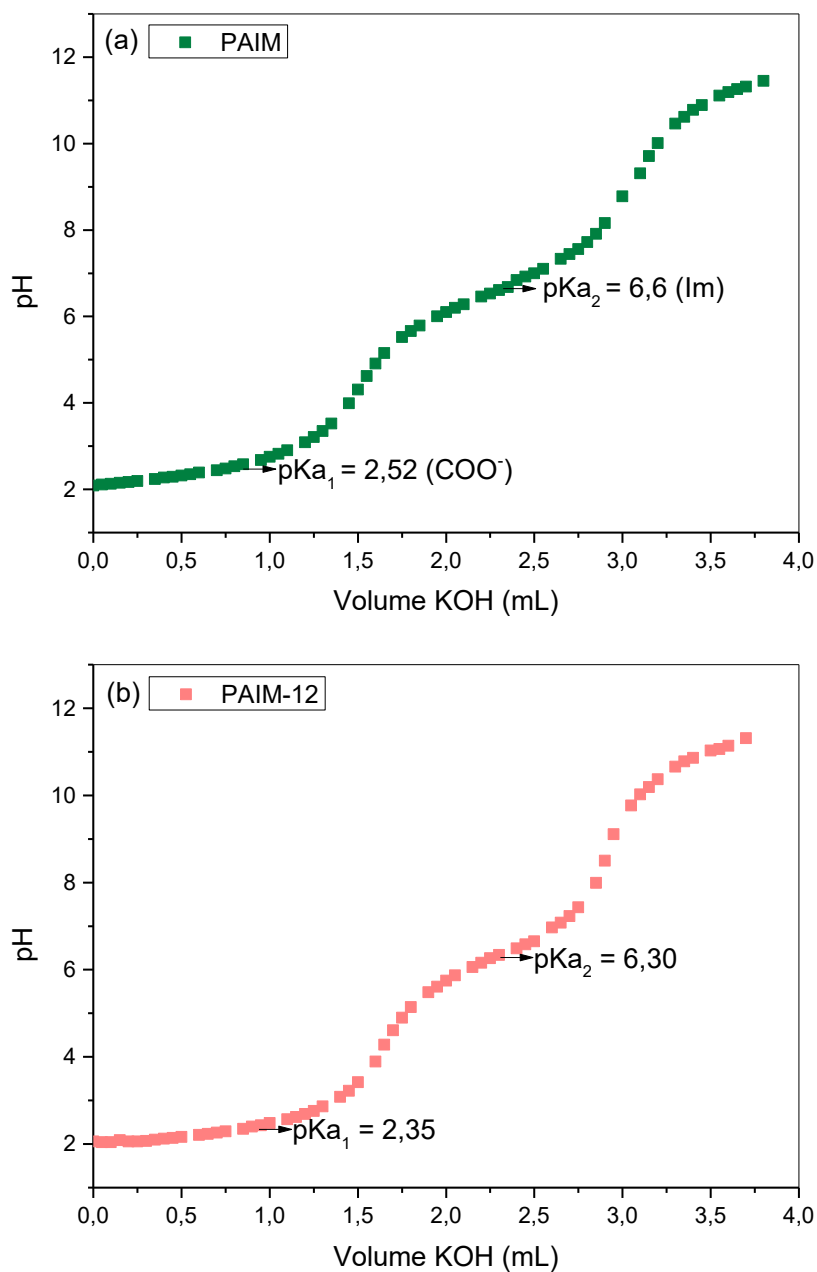 (a) PAIM
12
10
8
6
4
2
pH
pKa₂ = 6,6 (Im)
pKa₁ = 2,52 (COO⁻)
0,0 0,5 1,0 1,5 2,0 2,5 3,0 3,5 4,0
Volume KOH (mL)
(b) PAIM-12
12
10
8
6
4
2
pH
pKa₂ = 6,30
pKa₁ = 2,35
0,0 0,5 1,0 1,5 2,0 2,5 3,0 3,5 4,0
Volume KOH (mL)